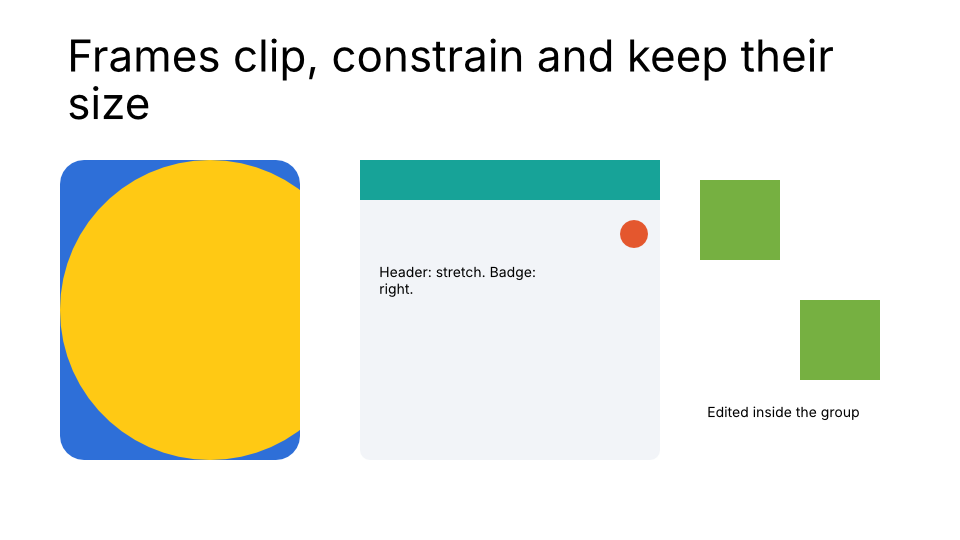 Frames clip, constrain and keep their
size
Header: stretch. Badge:
right.
Edited inside the group